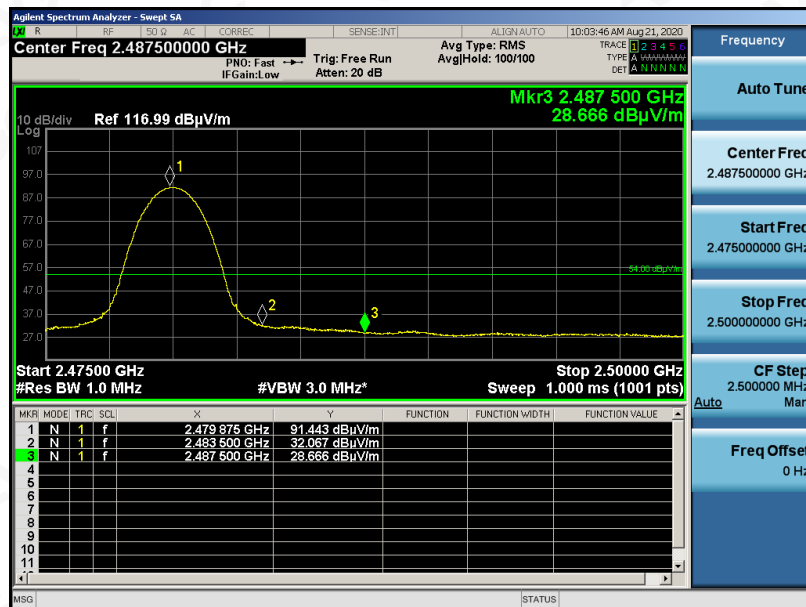 Agilent Spectrum Analyzer - Swept SA
LXI R RF 50 Ω AC CORREC SENSE:INT ALIGN AUTO 10:03:46 AM Aug 21, 2020
Center Freq 2.487500000 GHz
PNO: Fast
IFGain:Low
Trig: Free Run
Atten: 20 dB
Avg Type: RMS
Avg|Hold: 100/100
TRACE 1 2 3 4 5 6
TYPE A WWWWW
DET A N N N N N
Mkr3 2.487 500 GHz
28.666 dBµV/m
10 dB/div Ref 116.99 dBµV/m
Log
107
97.0
87.0
77.0
67.0
57.0
47.0
37.0
27.0
1
2
3
54.00 dBµV/m
Start 2.47500 GHz Stop 2.50000 GHz
#Res BW 1.0 MHz #VBW 3.0 MHz* Sweep 1.000 ms (1001 pts)
MKR MODE TRC SCL X Y FUNCTION FUNCTION WIDTH FUNCTION VALUE
1 N 1 f 2.479 875 GHz 91.443 dBµV/m
2 N 1 f 2.483 500 GHz 32.067 dBµV/m
3 N 1 f 2.487 500 GHz 28.666 dBµV/m
4
5
6
7
8
9
10
11
MSG STATUS
Frequency
Auto Tune
Center Freq
2.487500000 GHz
Start Freq
2.475000000 GHz
Stop Freq
2.500000000 GHz
CF Step
2.500000 MHz
Auto Man
Freq Offset
0 Hz